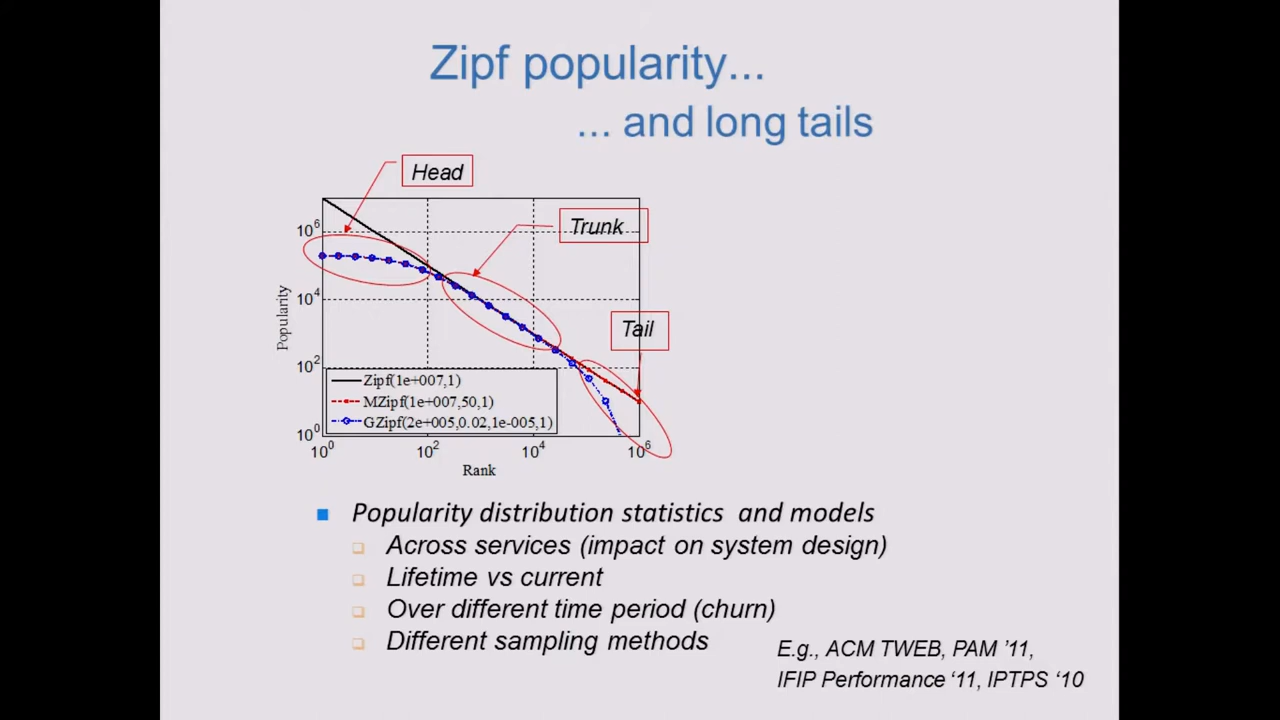 Zipf popularity...
... and long tails
Head
Trunk
Tail
Popularity
10^6
10^4
10^2
10^0
Zipf(1e+007,1)
MZipf(1e+007,50,1)
GZipf(2e+005,0.02,1e-005,1)
10^0 10^2 10^4 10^6
Rank
Popularity distribution statistics and models
Across services (impact on system design)
Lifetime vs current
Over different time period (churn)
Different sampling methods
E.g., ACM TWEB, PAM ’11,
IFIP Performance ‘11, IPTPS ‘10